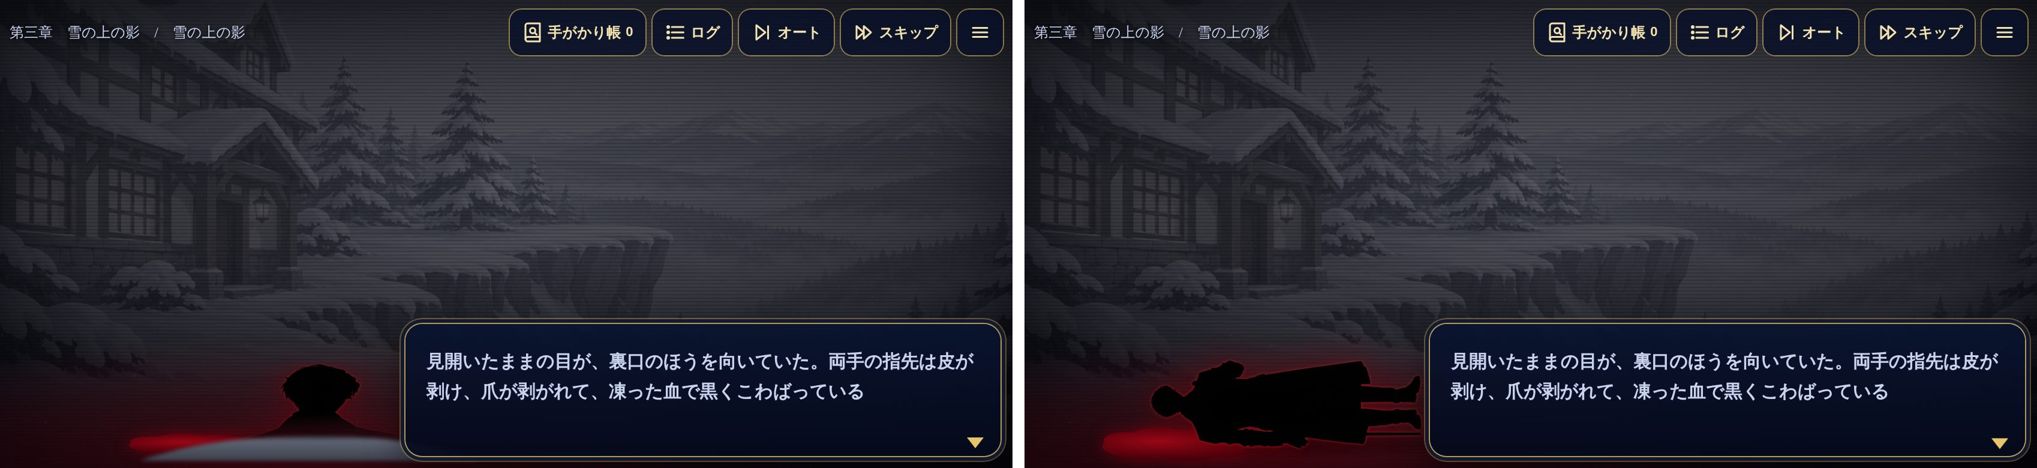 第三章　雪の上の影　/　雪の上の影
手がかり帳 0
ログ
オート
スキップ
見開いたままの目が、裏口のほうを向いていた。両手の指先は皮が
剥け、爪が剥がれて、凍った血で黒くこわばっている
第三章　雪の上の影　/　雪の上の影
手がかり帳 0
ログ
オート
スキップ
見開いたままの目が、裏口のほうを向いていた。両手の指先は皮が
剥け、爪が剥がれて、凍った血で黒くこわばっている